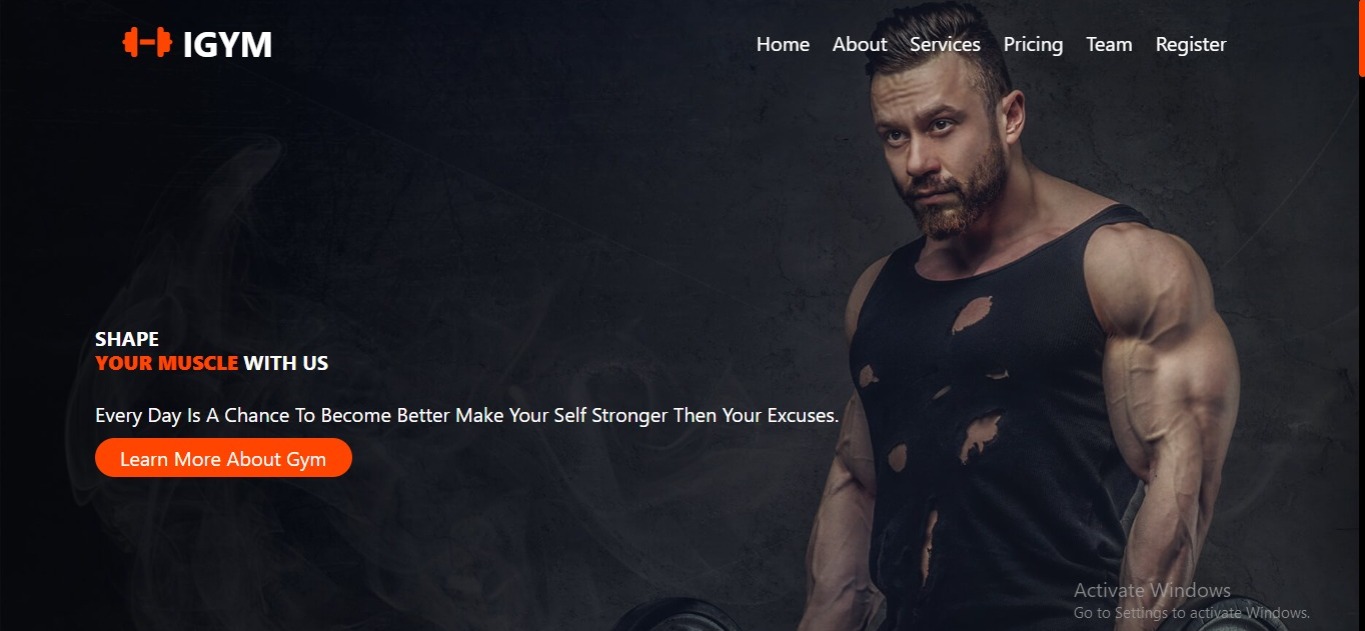 IGYM
Home About Services Pricing Team Register
SHAPE
YOUR MUSCLE WITH US
Every Day Is A Chance To Become Better Make Your Self Stronger Then Your Excuses.
Learn More About Gym
Activate Windows
Go to Settings to activate Windows.